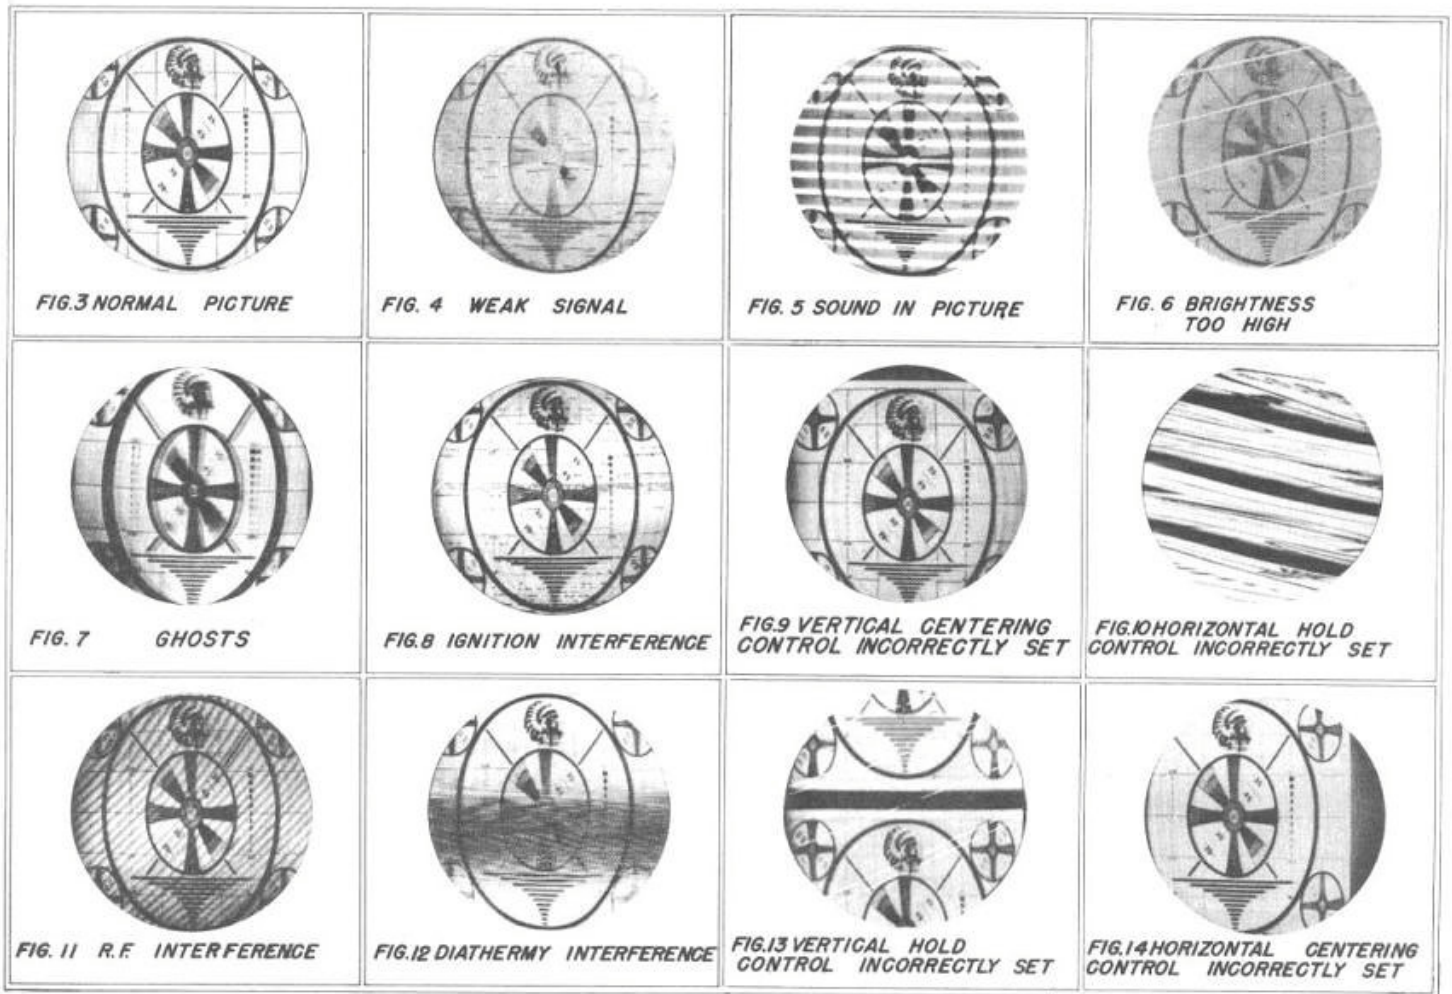 FIG.3 NORMAL PICTURE
FIG. 4 WEAK SIGNAL
FIG. 5 SOUND IN PICTURE
FIG. 6 BRIGHTNESS
TOO HIGH
FIG. 7 GHOSTS
FIG.8 IGNITION INTERFERENCE
FIG.9 VERTICAL CENTERING
CONTROL INCORRECTLY SET
FIG.10 HORIZONTAL HOLD
CONTROL INCORRECTLY SET
FIG. 11 R.F. INTERFERENCE
FIG.12 DIATHERMY INTERFERENCE
FIG.13 VERTICAL HOLD
CONTROL INCORRECTLY SET
FIG.14 HORIZONTAL CENTERING
CONTROL INCORRECTLY SET